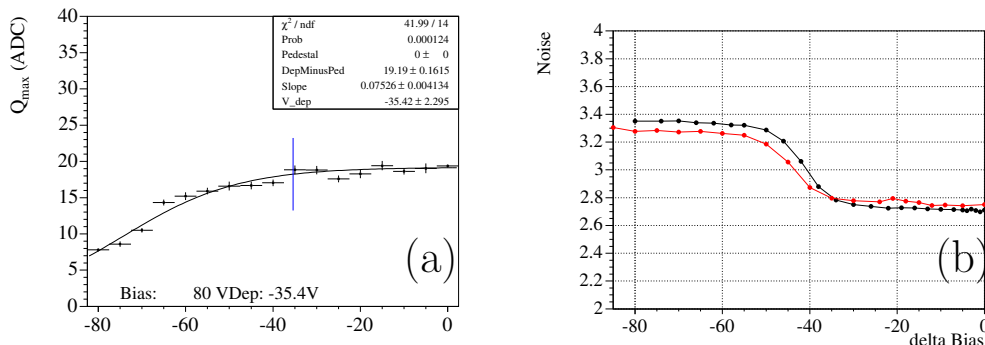 40
35
30
25
20
15
10
5
0
Q_max (ADC)
χ² / ndf 41.99 / 14
Prob 0.000124
Pedestal 0 ± 0
DepMinusPed 19.19 ± 0.1615
Slope 0.07526 ± 0.004134
V_dep -35.42 ± 2.295
(a)
Bias: 80 VDep: -35.4V
-80 -60 -40 -20 0
Noise
4
3.8
3.6
3.4
3.2
3
2.8
2.6
2.4
2.2
2
(b)
-80 -60 -40 -20 0
delta Bias